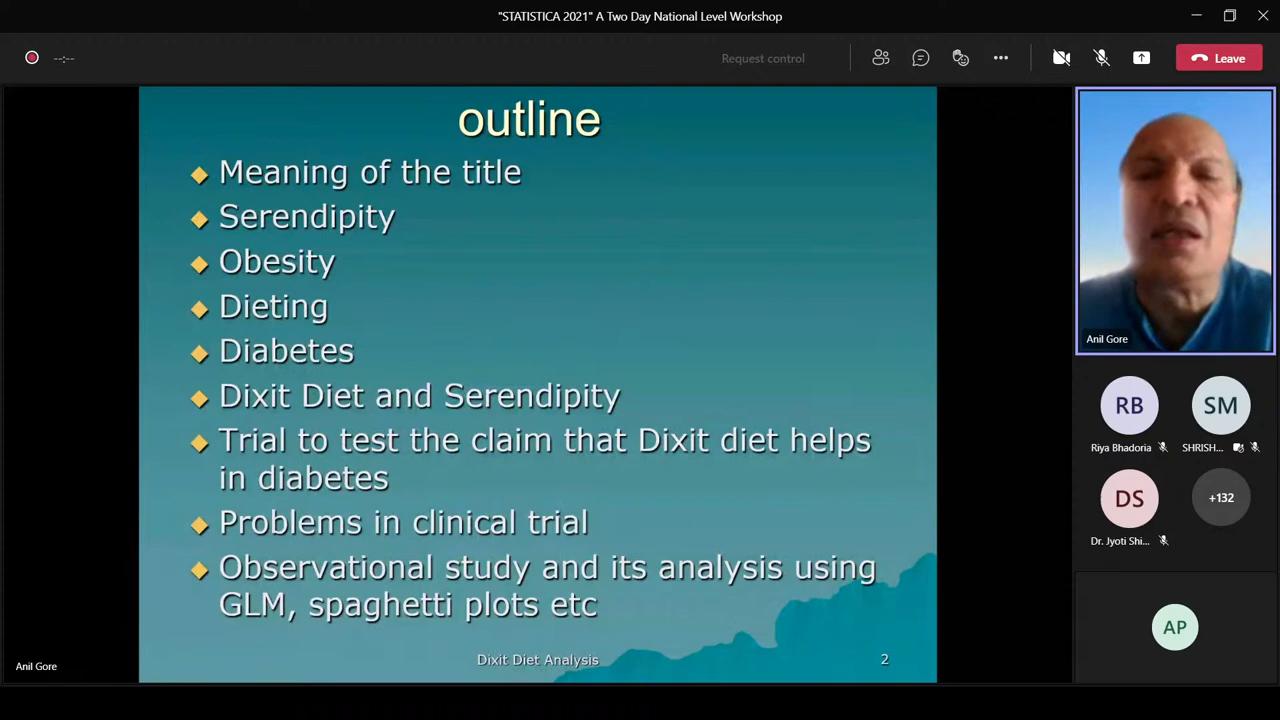 "STATISTICA 2021" A Two Day National Level Workshop
--:--
Request control
Leave
outline
Meaning of the title
Serendipity
Obesity
Dieting
Diabetes
Dixit Diet and Serendipity
Trial to test the claim that Dixit diet helps
in diabetes
Problems in clinical trial
Observational study and its analysis using
GLM, spaghetti plots etc
Dixit Diet Analysis
2
Anil Gore
Anil Gore
RB
SM
Riya Bhadoria
SHRISH...
DS
+132
Dr. Jyoti Shi...
AP